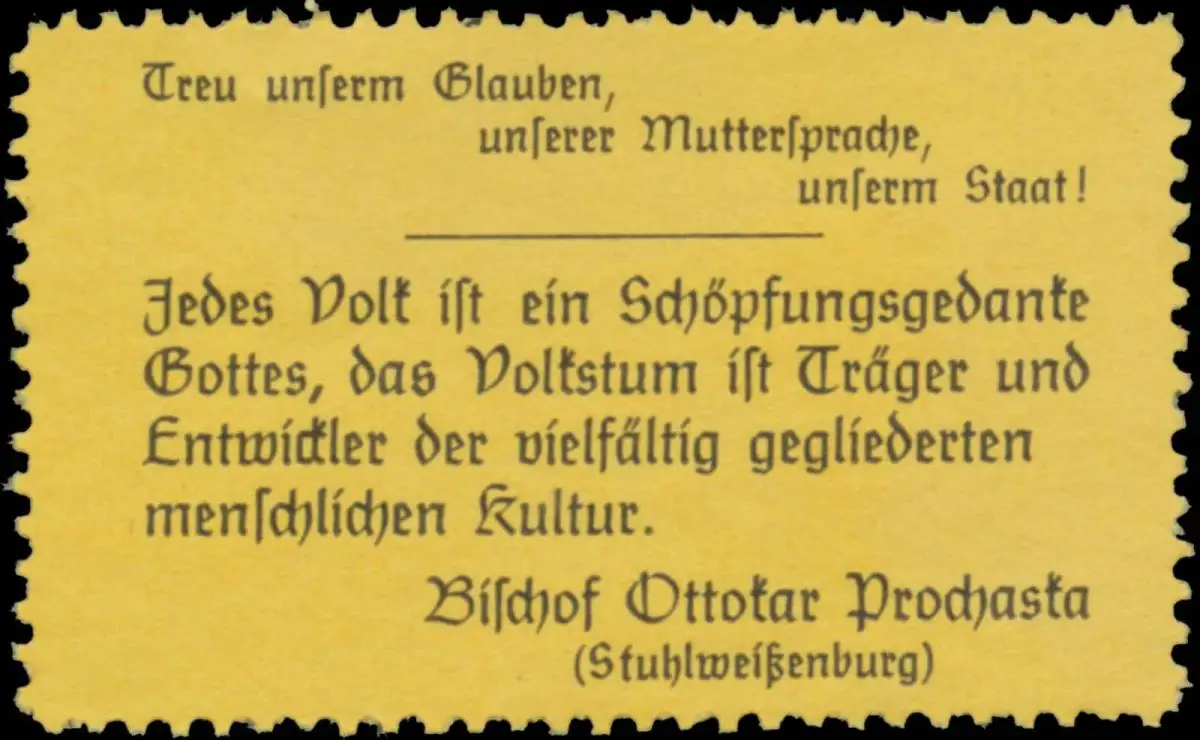 Treu unſerm Glauben,
unſerer Mutterſprache,
unſerm Staat!
Jedes Volk iſt ein Schöpfungsgedanke
Gottes, das Volkstum iſt Träger und
Entwickler der vielfältig gegliederten
menſchlichen Kultur.
Biſchof Ottokar Prochaska
(Stuhlweißenburg)